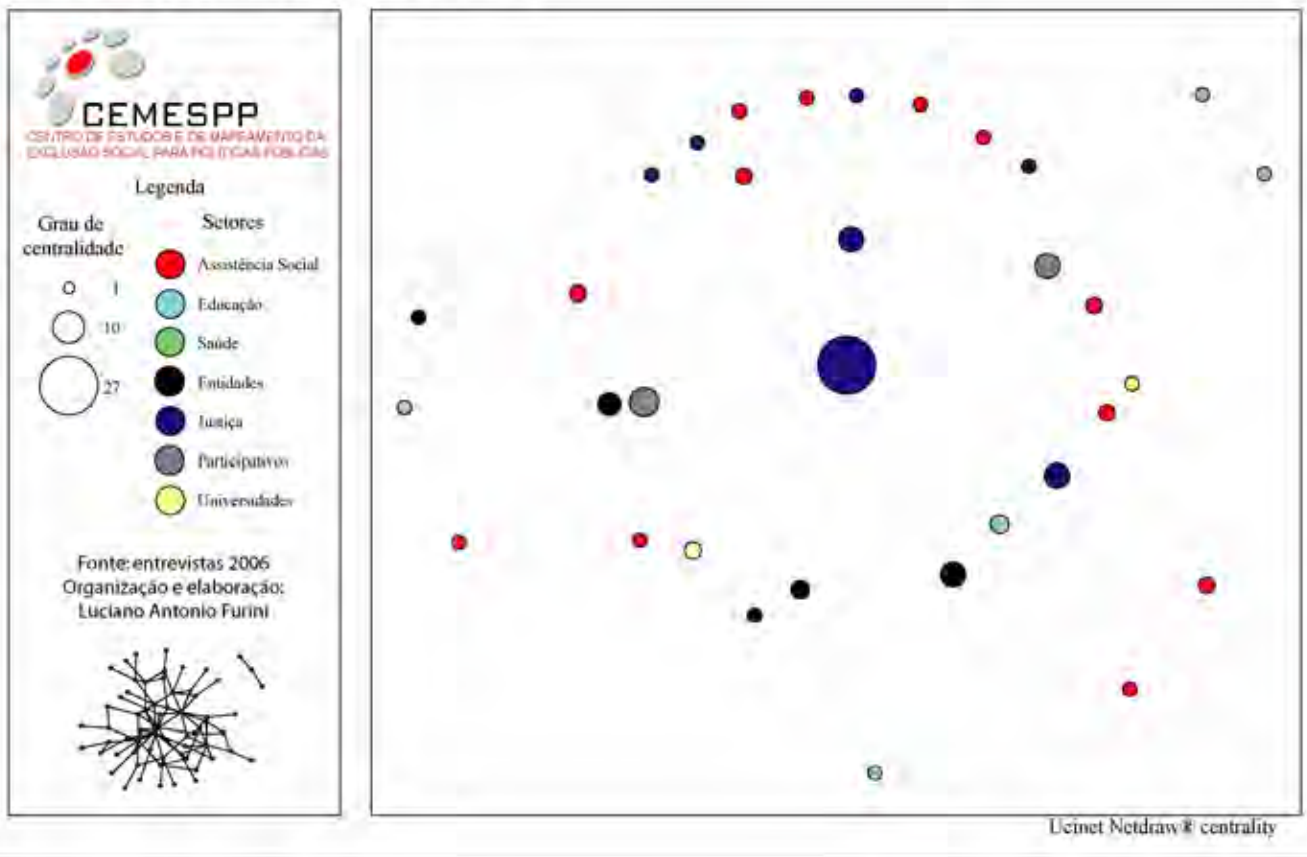 CEMESPP
CENTRO DE ESTUDOS E DE MAPEAMENTO DA
EXCLUSÃO SOCIAL PARA POLÍTICAS PÚBLICAS
Legenda
Grau de
centralidade
1
10
27
Setores
Assistência Social
Educação
Saúde
Entidades
Justiça
Participativos
Universidades
Fonte: entrevistas 2006
Organização e elaboração:
Luciano Antonio Furini
Ucinet Netdraw® centrality